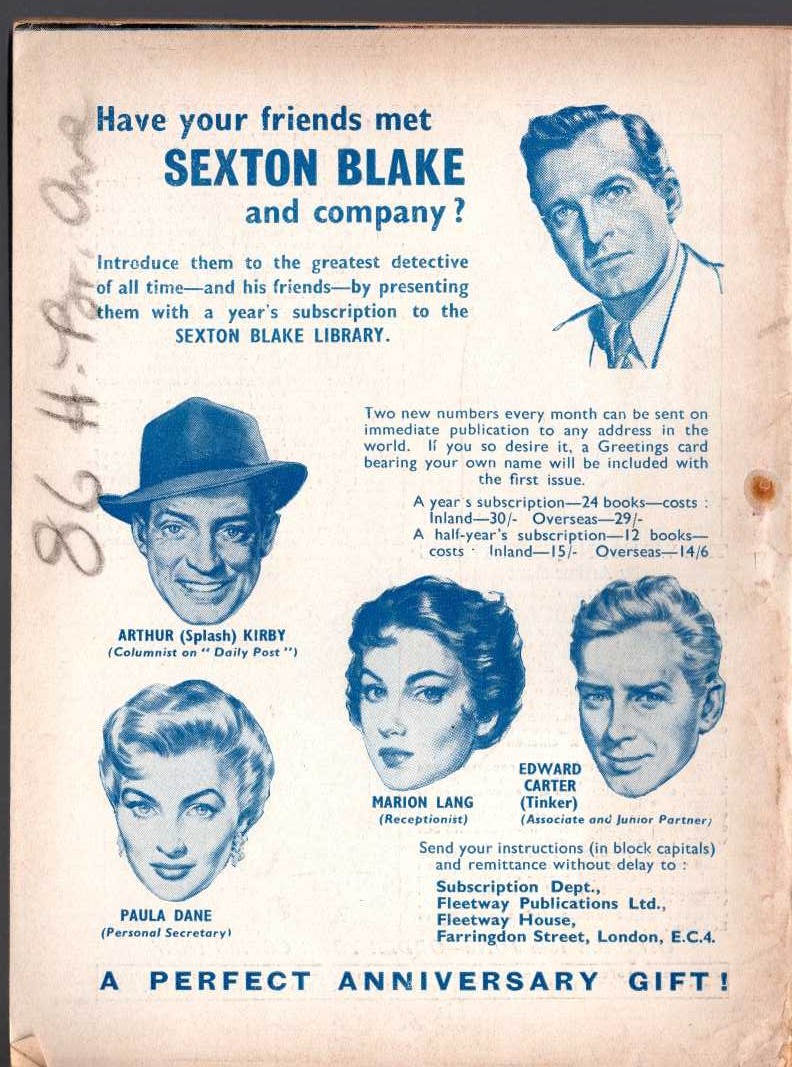 Have your friends met
SEXTON BLAKE
and company?
Introduce them to the greatest detective
of all time—and his friends—by presenting
them with a year's subscription to the
SEXTON BLAKE LIBRARY.
Two new numbers every month can be sent on
immediate publication to any address in the
world. If you so desire it, a Greetings card
bearing your own name will be included with
the first issue.
A year's subscription—24 books—costs :
Inland—30/- Overseas—29/-
A half-year's subscription—12 books—
costs : Inland—15/- Overseas—14/6
ARTHUR (Splash) KIRBY
(Columnist on "Daily Post")
MARION LANG
(Receptionist)
EDWARD
CARTER
(Tinker)
(Associate and Junior Partner)
PAULA DANE
(Personal Secretary)
Send your instructions (in block capitals)
and remittance without delay to :
Subscription Dept.,
Fleetway Publications Ltd.,
Fleetway House,
Farringdon Street, London, E.C.4.
A PERFECT ANNIVERSARY GIFT!
86 H. Ave